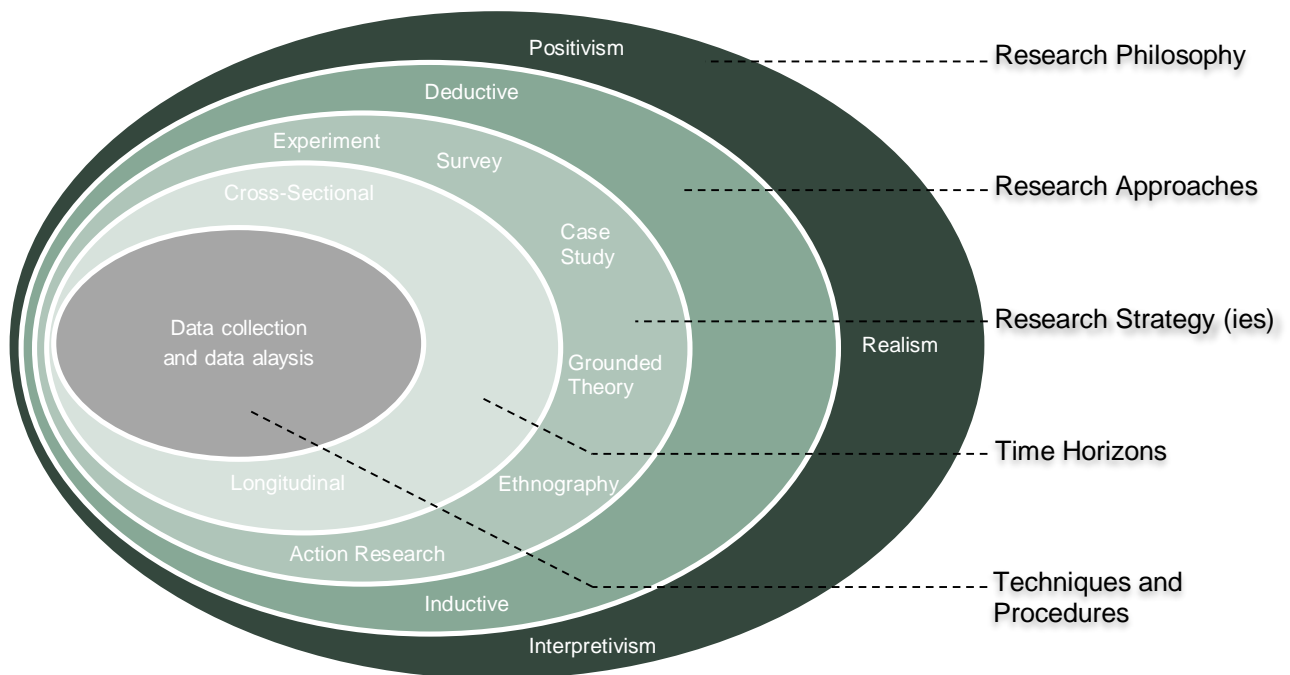 Positivism
Research Philosophy
Deductive
Experiment
Survey
Cross-Sectional
Research Approaches
Case
Study
Data collection
and data alaysis
Research Strategy (ies)
Realism
Grounded
Theory
Time Horizons
Longitudinal
Ethnography
Action Research
Techniques and
Procedures
Inductive
Interpretivism